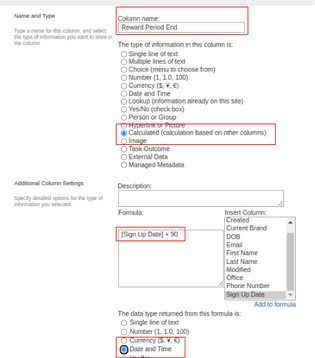 Name and Type
Type a name for this column, and select
the type of information you want to store in
the column.
Column name:
Reward Period End
The type of information in this column is:
Single line of text
Multiple lines of text
Choice (menu to choose from)
Number (1, 1.0, 100)
Currency ($, ¥, €)
Date and Time
Lookup (information already on this site)
Yes/No (check box)
Person or Group
Hyperlink or Picture
Calculated (calculation based on other columns)
Image
Task Outcome
External Data
Managed Metadata
Additional Column Settings
Specify detailed options for the type of
information you selected.
Description:
Formula:
[Sign Up Date] + 90
Insert Column:
Created
Current Brand
DOB
Email
First Name
Last Name
Modified
Office
Phone Number
Sign Up Date
Add to formula
The data type returned from this formula is:
Single line of text
Number (1, 1.0, 100)
Currency ($, ¥, €)
Date and Time
Yes/No